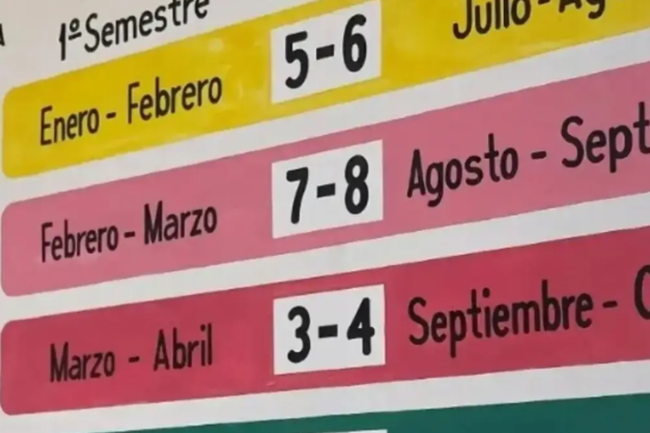 1º Semestre
Enero - Febrero 5-6 Julio-Ag
Febrero - Marzo 7-8 Agosto - Sept
Marzo - Abril 3-4 Septiembre -